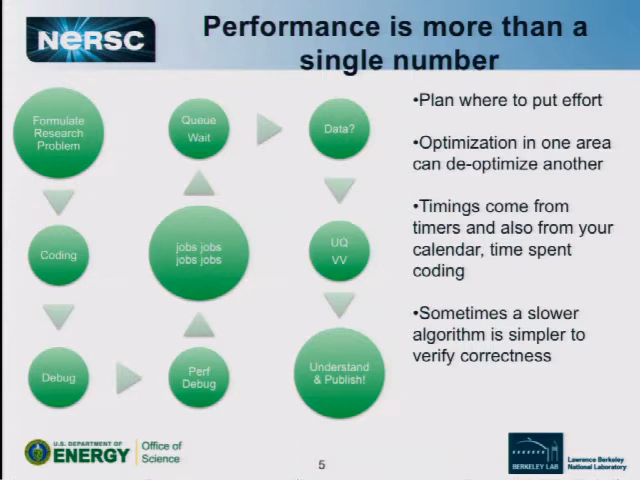 NERSC
Performance is more than a
single number
Formulate
Research
Problem
Coding
Debug
Perf
Debug
jobs jobs
jobs jobs
Queue
Wait
Data?
UQ
VV
Understand
& Publish!
•Plan where to put effort
•Optimization in one area
can de-optimize another
•Timings come from
timers and also from your
calendar, time spent
coding
•Sometimes a slower
algorithm is simpler to
verify correctness
U.S. DEPARTMENT OF
ENERGY
Office of
Science
5
BERKELEY LAB
Lawrence Berkeley
National Laboratory